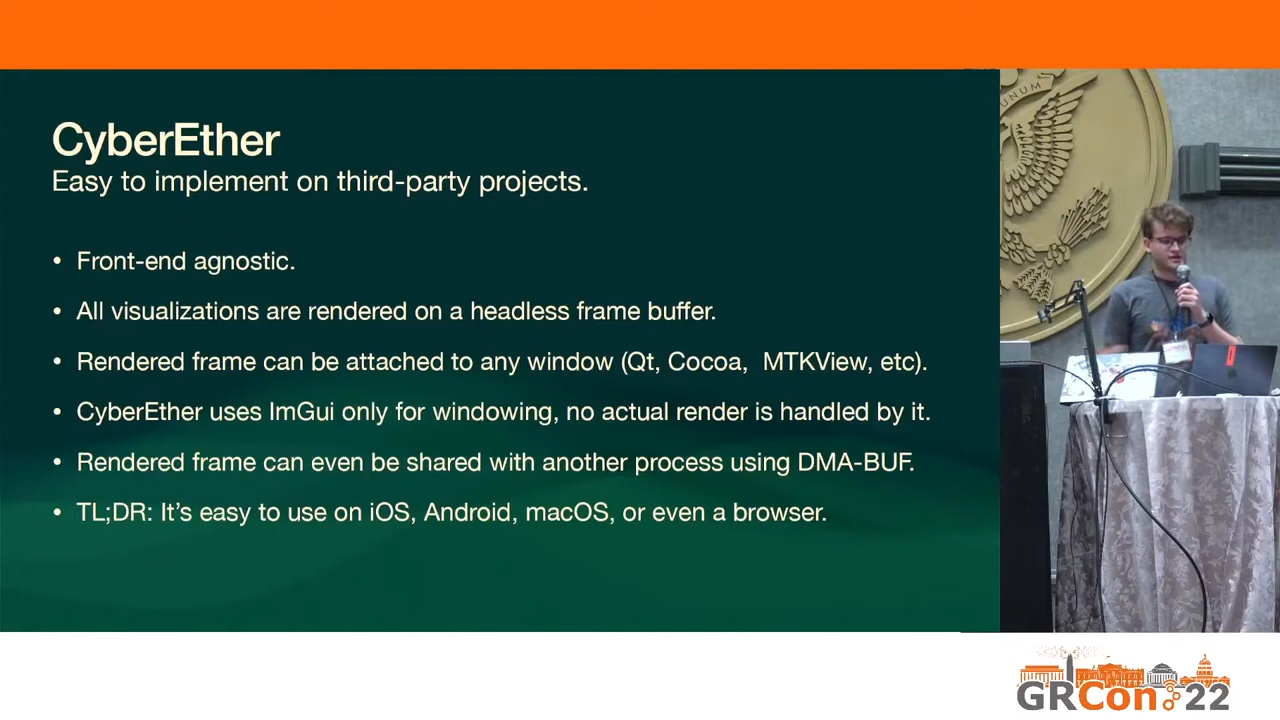 CyberEther
Easy to implement on third-party projects.
• Front-end agnostic.
• All visualizations are rendered on a headless frame buffer.
• Rendered frame can be attached to any window (Qt, Cocoa,  MTKView, etc).
• CyberEther uses ImGui only for windowing, no actual render is handled by it.
• Rendered frame can even be shared with another process using DMA-BUF.
• TL;DR: It’s easy to use on iOS, Android, macOS, or even a browser.
UNUM
GRCon 22